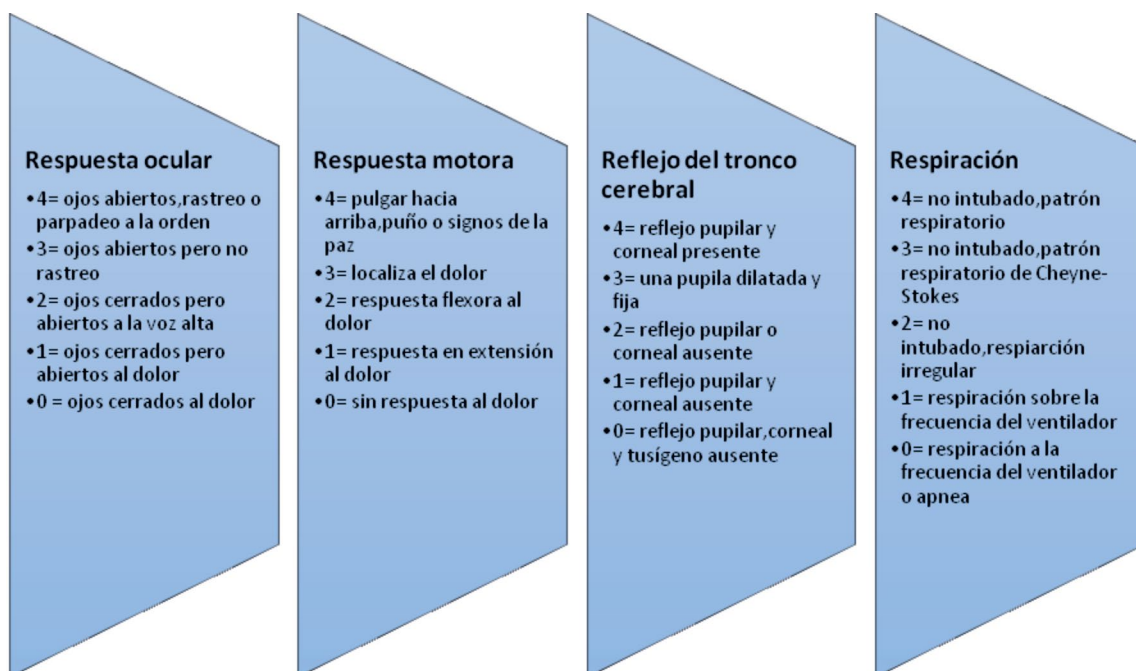 Respuesta ocular
•4= ojos abiertos,rastreo o
parpadeo a la orden
•3= ojos abiertos pero no
rastreo
•2= ojos cerrados pero
abiertos a la voz alta
•1= ojos cerrados pero
abiertos al dolor
•0 = ojos cerrados al dolor
Respuesta motora
•4= pulgar hacia
arriba,puño o signos de la
paz
•3= localiza el dolor
•2= respuesta flexora al
dolor
•1= respuesta en extensión
al dolor
•0= sin respuesta al dolor
Reflejo del tronco
cerebral
•4= reflejo pupilar y
corneal presente
•3= una pupila dilatada y
fija
•2= reflejo pupilar o
corneal ausente
•1= reflejo pupilar y
corneal ausente
•0= reflejo pupilar,corneal
y tusígeno ausente
Respiración
•4= no intubado,patrón
respiratorio
•3= no intubado,patrón
respiratorio de Cheyne-
Stokes
•2= no
intubado,respiarción
irregular
•1= respiración sobre la
frecuencia del ventilador
•0= respiración a la
frecuencia del ventilador
o apnea